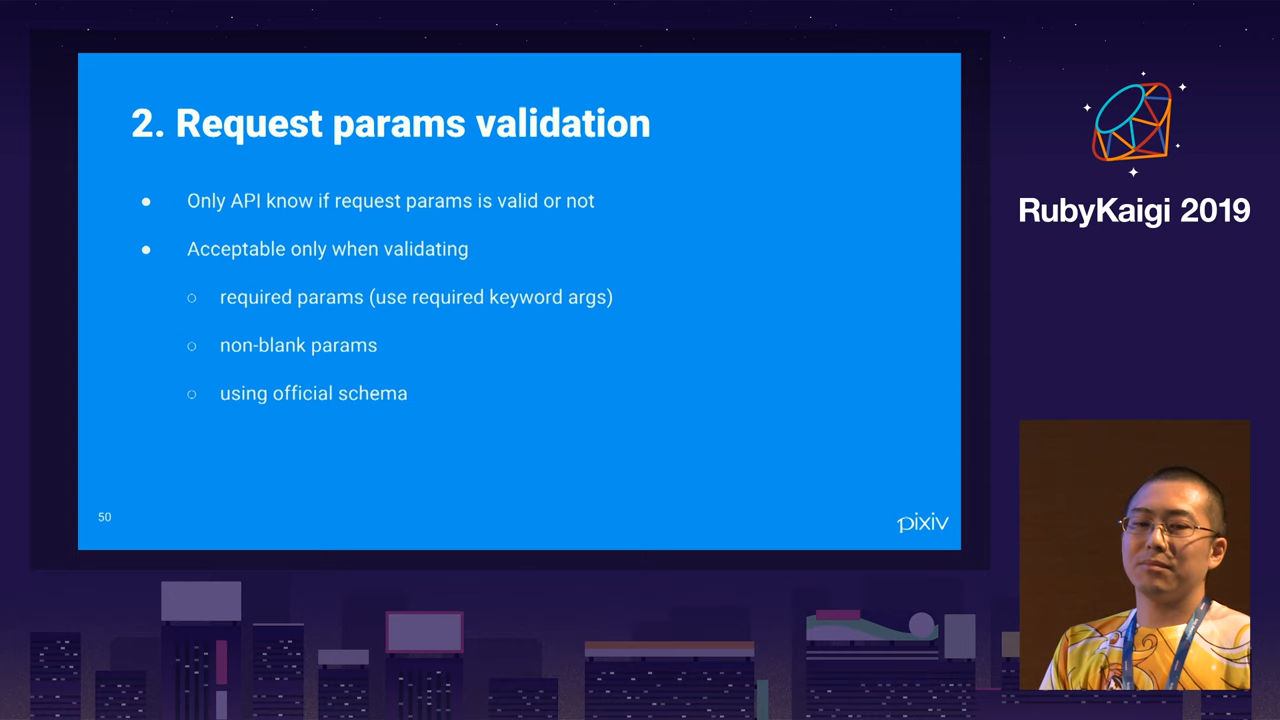 2. Request params validation
Only API know if request params is valid or not
Acceptable only when validating
required params (use required keyword args)
non-blank params
using official schema
50
pixiv
RubyKaigi 2019